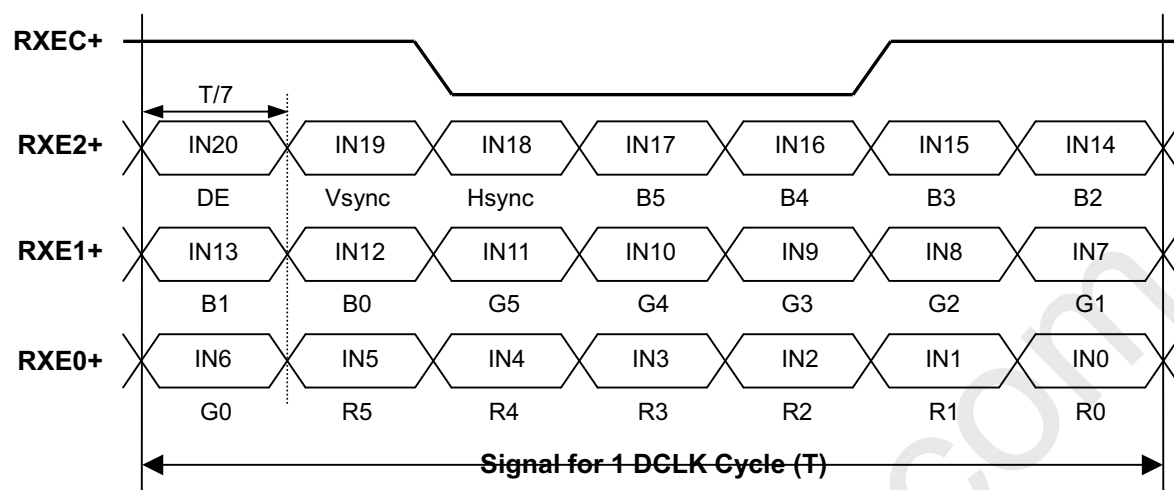 RXEC+
T/7
RXE2+ IN20 IN19 IN18 IN17 IN16 IN15 IN14
DE Vsync Hsync B5 B4 B3 B2
RXE1+ IN13 IN12 IN11 IN10 IN9 IN8 IN7
B1 B0 G5 G4 G3 G2 G1
RXE0+ IN6 IN5 IN4 IN3 IN2 IN1 IN0
G0 R5 R4 R3 R2 R1 R0
Signal for 1 DCLK Cycle (T)
com